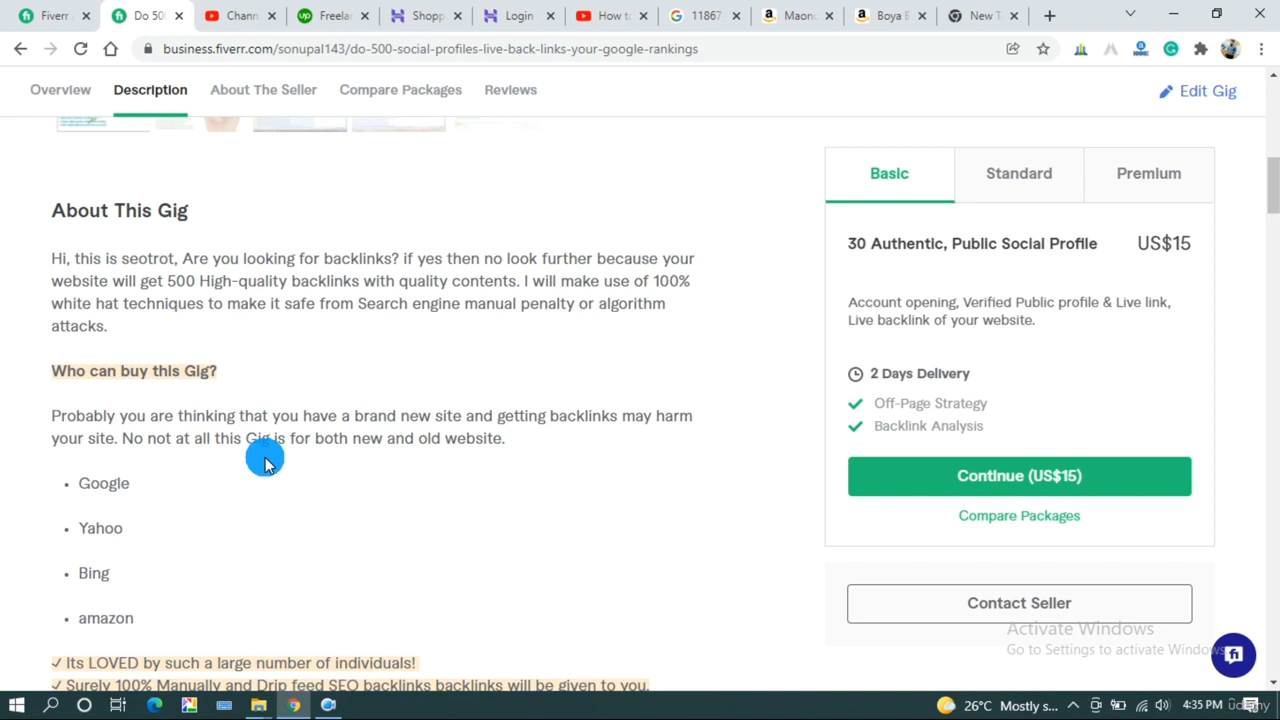 Fiverr
Do 500
Chann
Freelan
Shopp
Login
How to
11867
Maono
Boya B
New T
business.fiverr.com/sonupal143/do-500-social-profiles-live-back-links-your-google-rankings
Overview
Description
About The Seller
Compare Packages
Reviews
Edit Gig
About This Gig
Hi, this is seotrot, Are you looking for backlinks? if yes then no look further because your
website will get 500 High-quality backlinks with quality contents. I will make use of 100%
white hat techniques to make it safe from Search engine manual penalty or algorithm
attacks.
Who can buy this Gig?
Probably you are thinking that you have a brand new site and getting backlinks may harm
your site. No not at all this Gig is for both new and old website.
• Google
• Yahoo
• Bing
• amazon
✓ Its LOVED by such a large number of individuals!
✓ Surely 100% Manually and Drip feed SEO backlinks backlinks will be given to you.
Basic
Standard
Premium
30 Authentic, Public Social Profile
US$15
Account opening, Verified Public profile & Live link,
Live backlink of your website.
2 Days Delivery
Off-Page Strategy
Backlink Analysis
Continue (US$15)
Compare Packages
Contact Seller
Activate Windows
Go to Settings to activate Windows.
26°C Mostly s...
4:35 PM